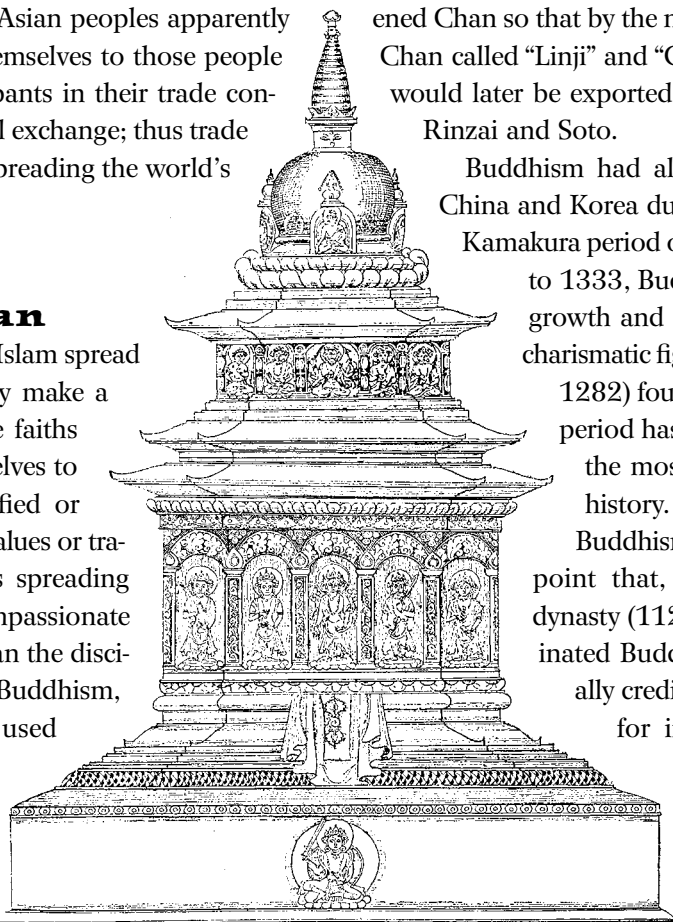 Asian peoples apparently
emselves to those people
pants in their trade con-
l exchange; thus trade
preading the world's
an
Islam spread
y make a
e faiths
elves to
fied or
alues or tra-
s spreading
mpassionate
an the disci-
Buddhism,
used
ened Chan so that by the
Chan called “Linji” and “C
would later be exported
Rinzai and Soto.
Buddhism had al
China and Korea du
Kamakura period o
to 1333, Bud
growth and
charismatic fig
1282) fou
period has
the mos
history.
Buddhism
point that,
dynasty (112
inated Budd
ally credi
for i